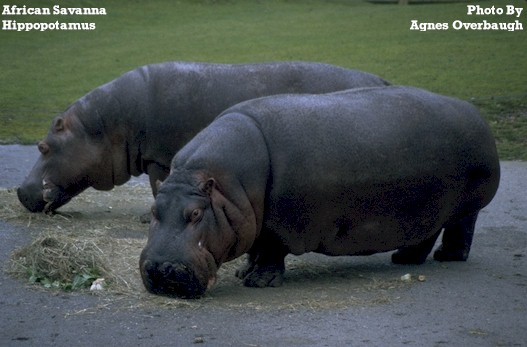 African Savanna
Hippopotamus
Photo By
Agnes Overbaugh